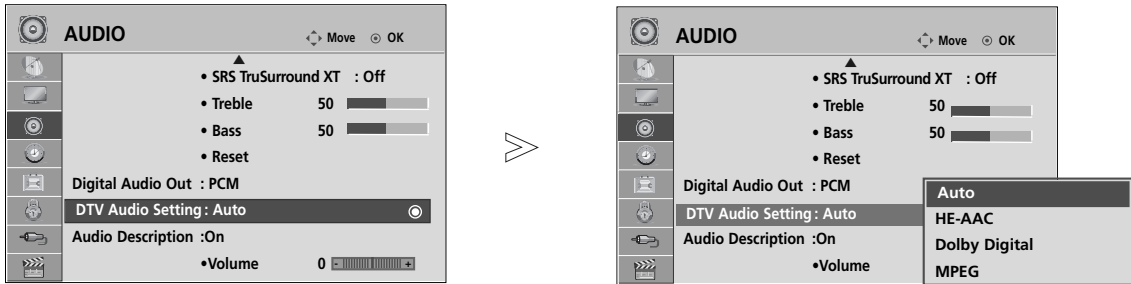 AUDIO
Move
OK
• SRS TruSurround XT : Off
• Treble 50
• Bass 50
• Reset
Digital Audio Out : PCM
DTV Audio Setting : Auto
Audio Description :On
•Volume 0 - +
AUDIO
Move
OK
• SRS TruSurround XT : Off
• Treble 50
• Bass 50
• Reset
Digital Audio Out : PCM
DTV Audio Setting : Auto
Audio Description :On
•Volume
Auto
HE-AAC
Dolby Digital
MPEG